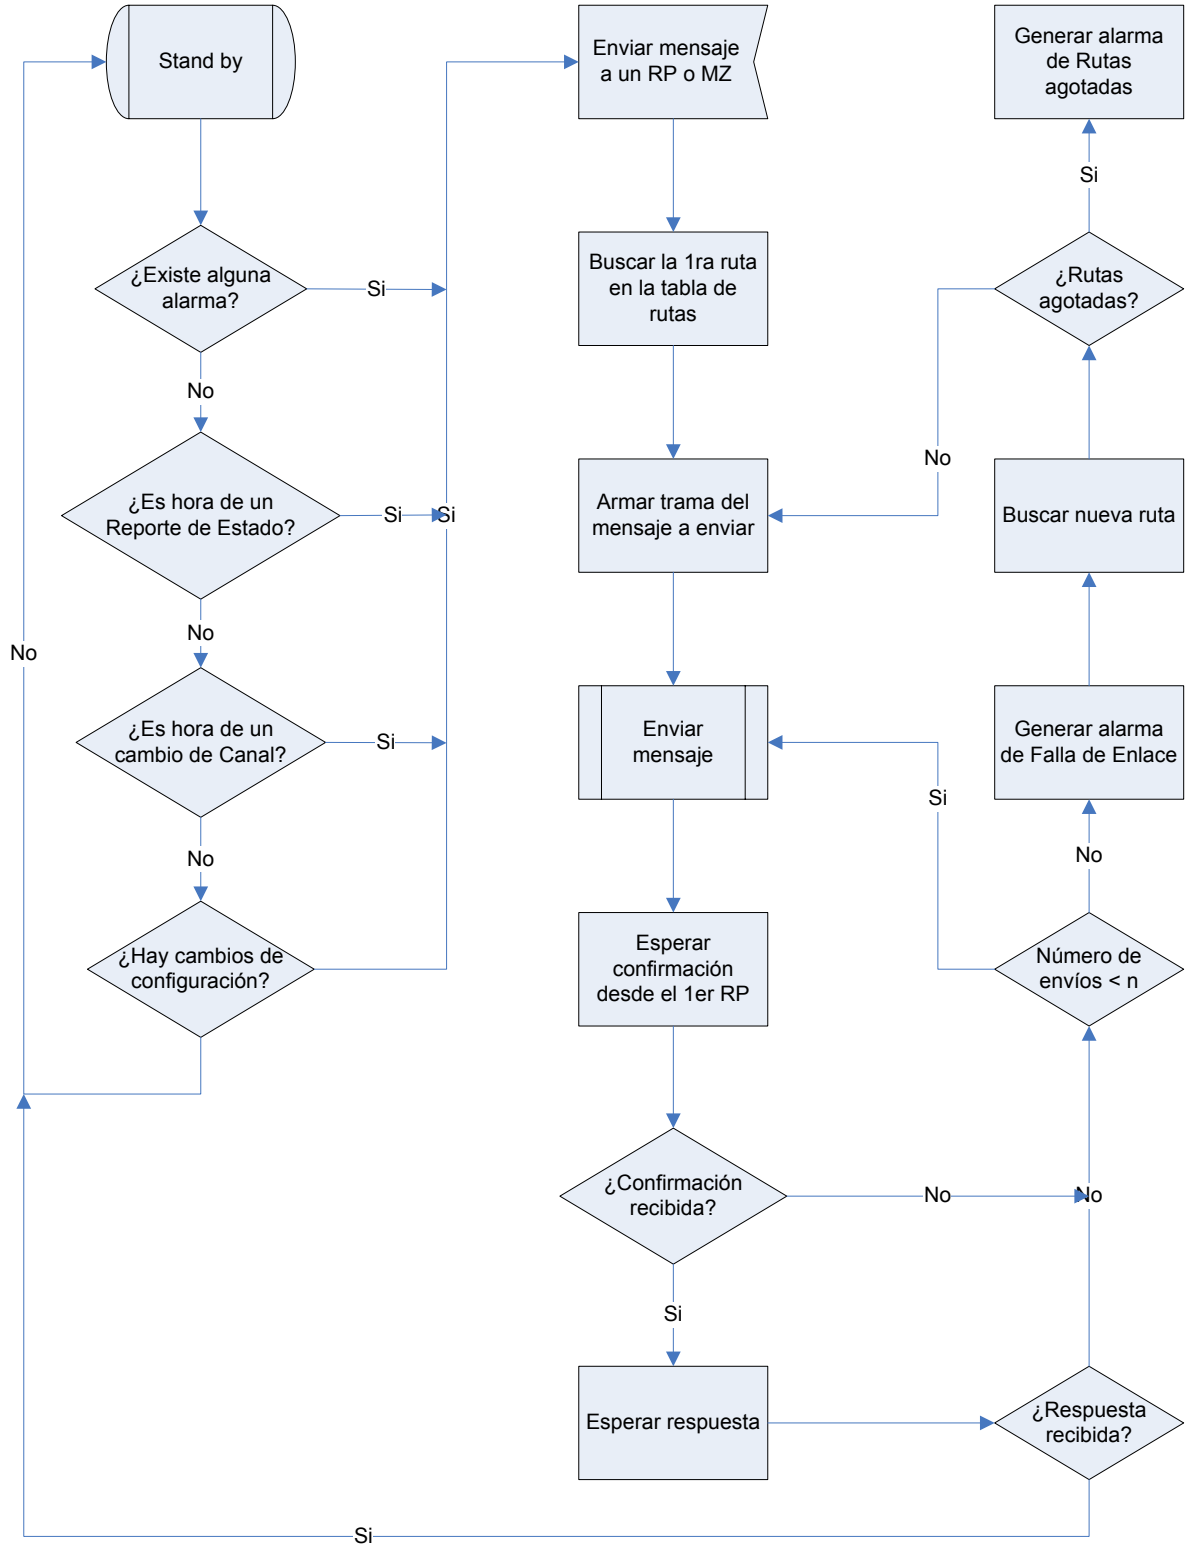 Stand by
¿Existe alguna
alarma?
Si
No
¿Es hora de un
Reporte de Estado?
Si
Si
No
No
¿Es hora de un
cambio de Canal?
Si
No
¿Hay cambios de
configuración?
Enviar mensaje
a un RP o MZ
Buscar la 1ra ruta
en la tabla de
rutas
Armar trama del
mensaje a enviar
Enviar
mensaje
Esperar
confirmación
desde el 1er RP
¿Confirmación
recibida?
No
Si
Esperar respuesta
Generar alarma
de Rutas
agotadas
Si
¿Rutas
agotadas?
No
Buscar nueva ruta
Generar alarma
de Falla de Enlace
Si
No
Número de
envíos < n
No
¿Respuesta
recibida?
Si